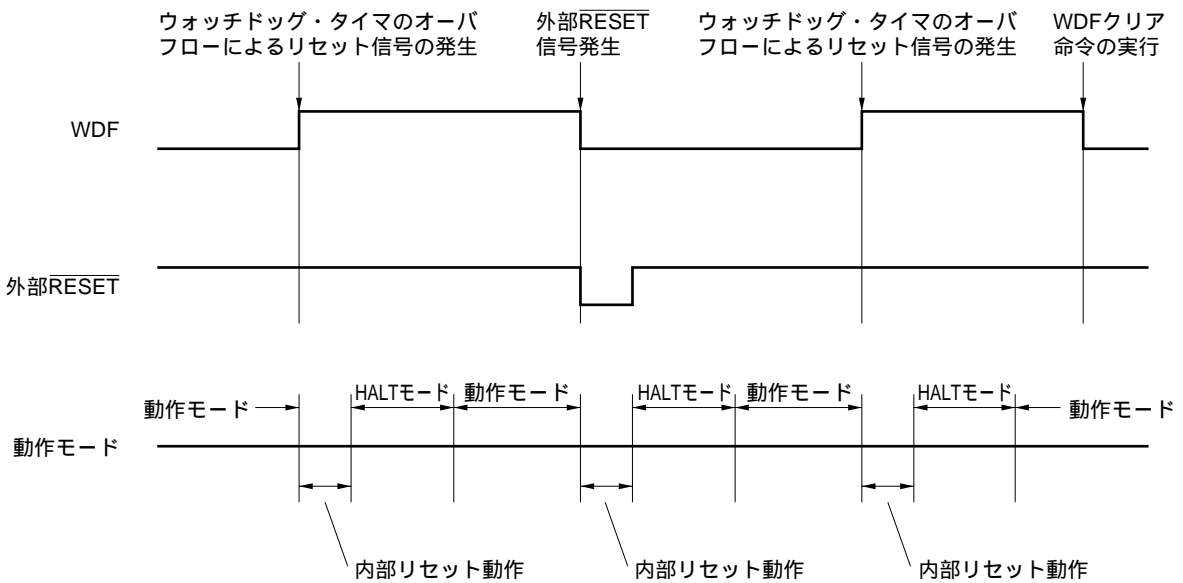 ウォッチドッグ・タイマのオーバ
フローによるリセット信号の発生
外部RESET
信号発生
ウォッチドッグ・タイマのオーバ
フローによるリセット信号の発生
WDFクリア
命令の実行
WDF
外部RESET
動作モード
HALTモード
動作モード
HALTモード
動作モード
HALTモード
動作モード
動作モード
内部リセット動作
内部リセット動作
内部リセット動作